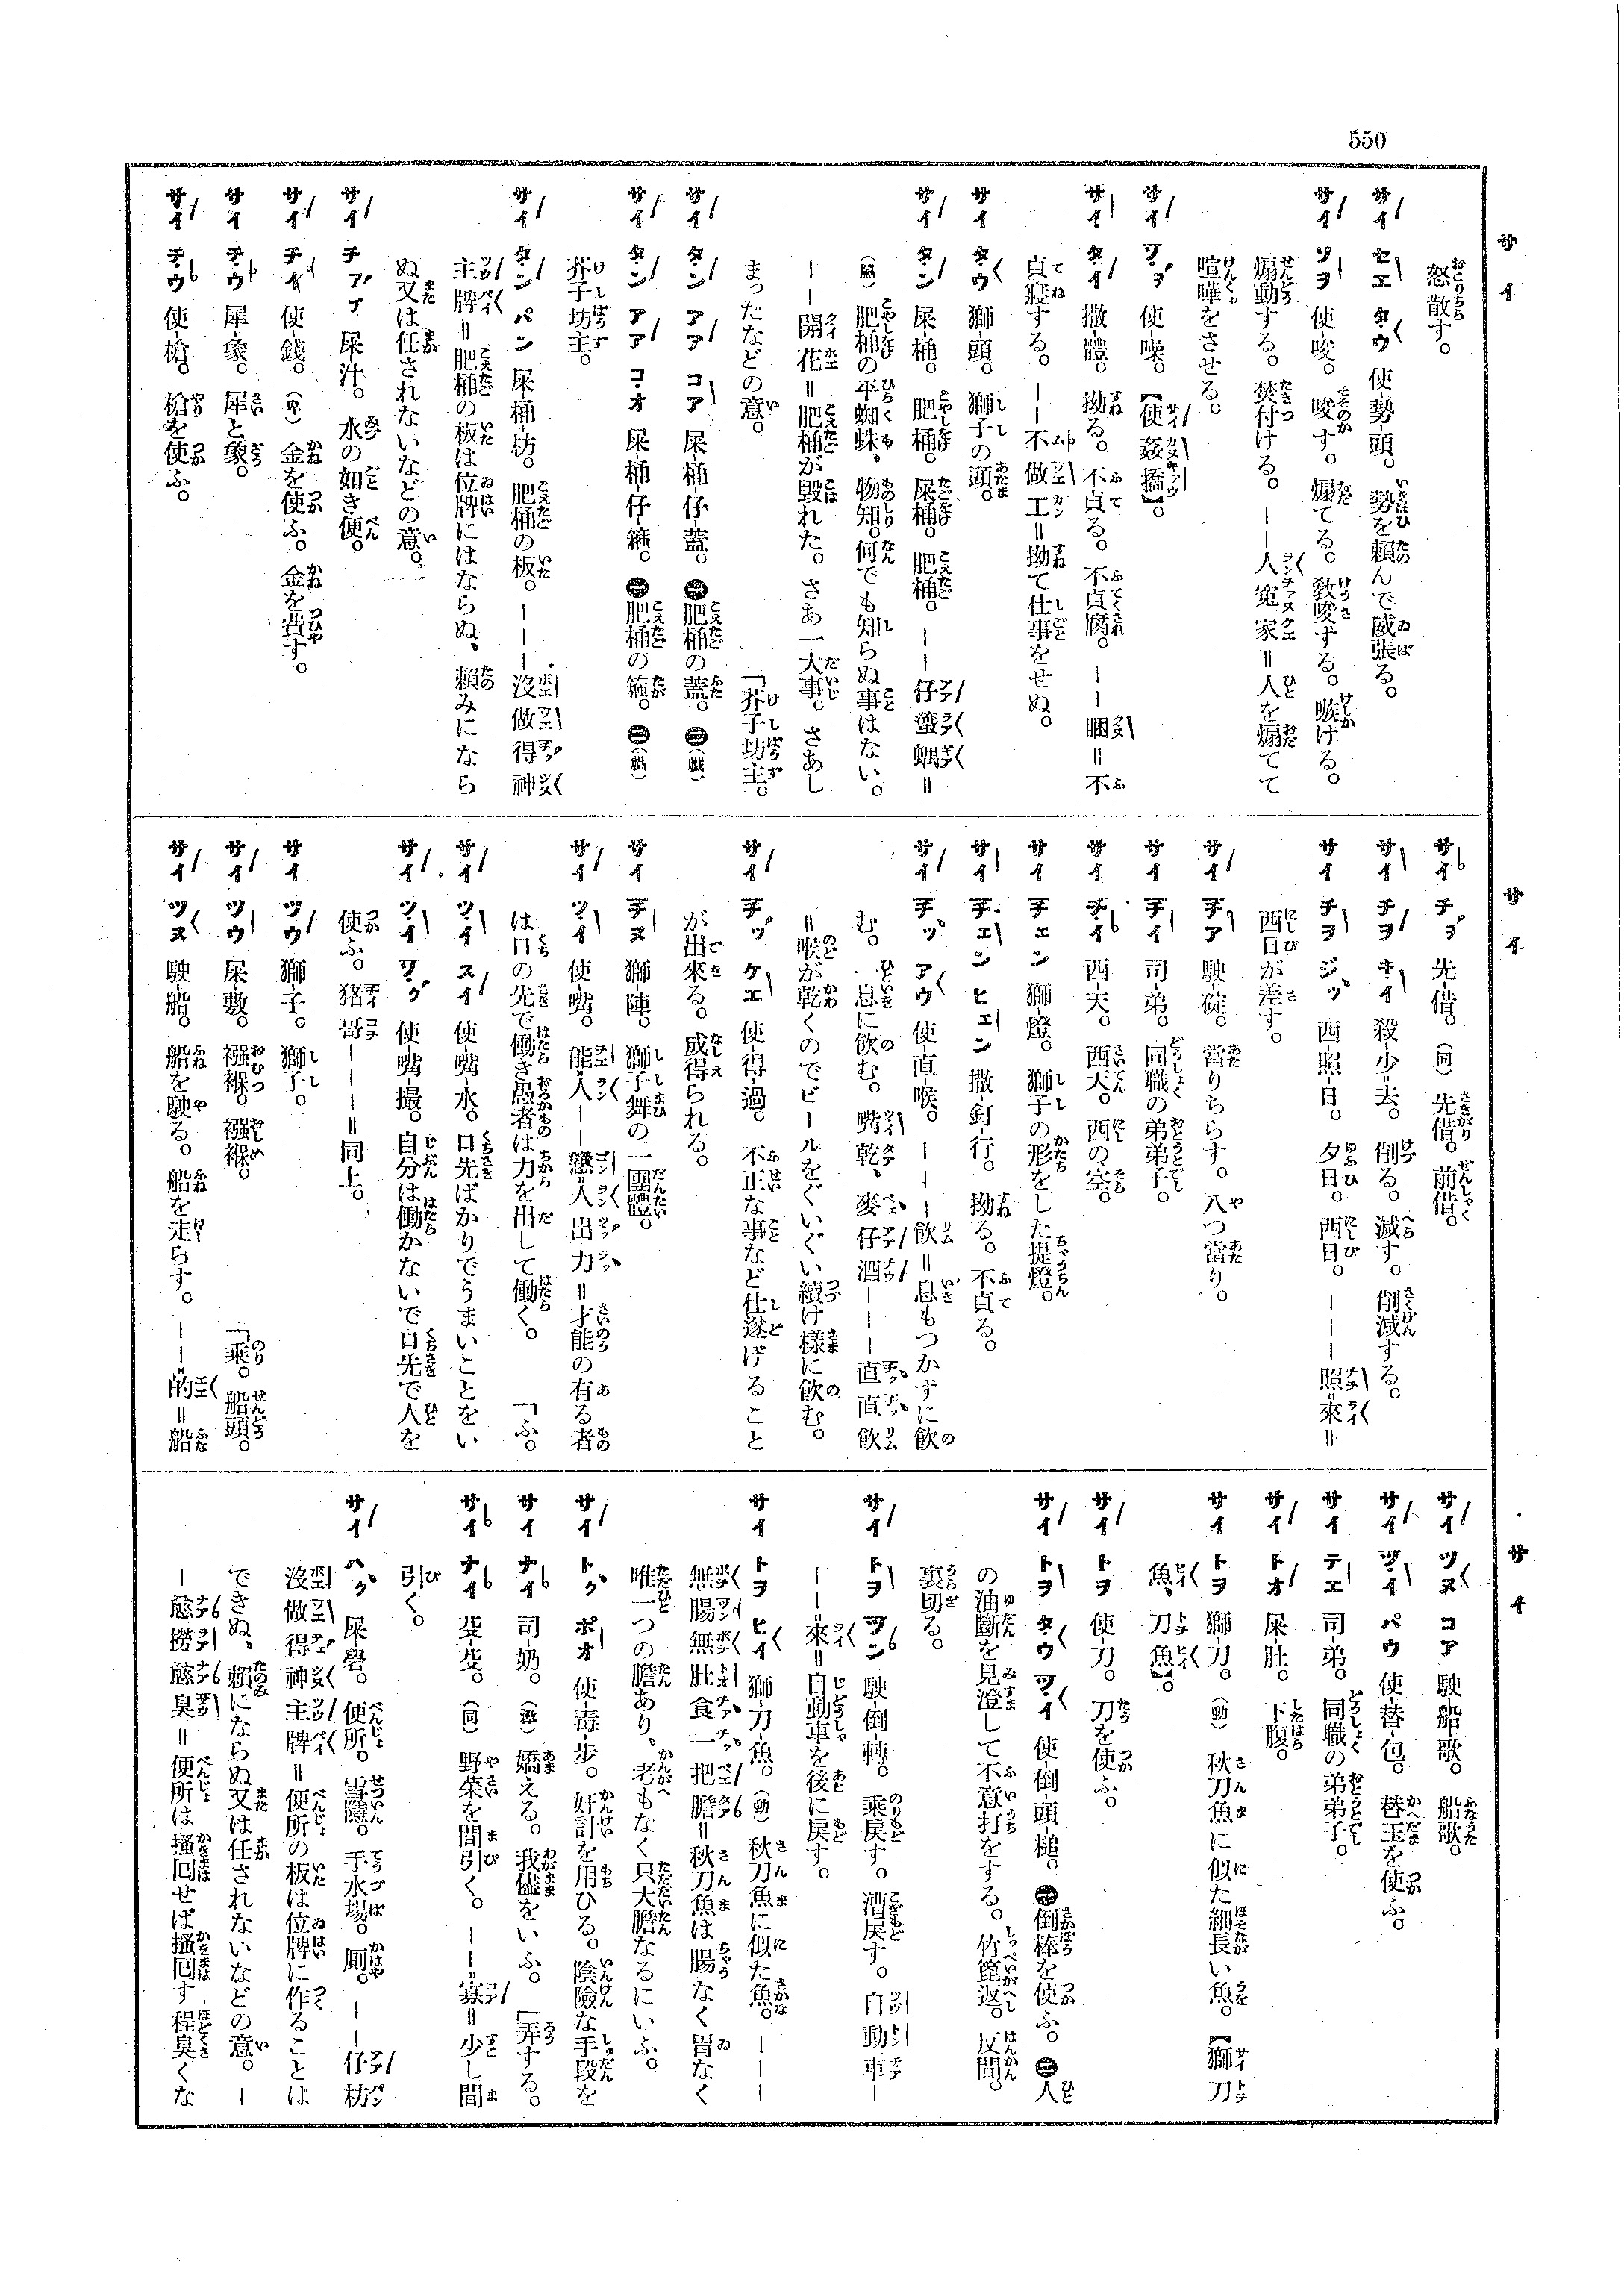 550
サイ
怒散す。
サイ セエ タウ 使-勢-頭。 勢を賴んで威張る。
サイ ソヲ 使-唆。 唆す。煽てる。敎唆ずる。嗾ける。
煽動する。焚付ける。——人寃家=人を煽てて
喧嘩をさせる。
サイ ソヲ 使-噪。【使姦撟】。
サイ タイ 撒-體。拗る。不貞る。不貞腐。——睏=不
貞寢する。——不做工=拗て仕事をせぬ。
サイ タウ 獅-頭。獅子の頭。
サイ タン 屎-桶。 肥桶。屎桶。肥桶。——仔蠻蜩=
肥桶の平蜘蛛。物知。何でも知らぬ事はない。
——開花=肥桶が毀れた。さあ一大事。さあし
まったなどの意。 「芥子坊主。
サイ タン アア コア 屎-桶-仔-蓋。㊀肥桶の蓋。㊁(戲)
サイ タン アア コオ 屎-桶-仔-箍。㊀肥桶の箍。㊁(戲)
芥子坊主。
サイ タン パン 屎-桶-枋。肥桶の板。———沒做得神
主牌=肥桶の板は位牌にはならぬ、賴みになら
ぬ又は任されないなどの意。
サイ チアプ 屎-汁。水の如き便。
サイ チイ 使-錢。(卑)金を使ふ。金を費す。
サイ チウ 犀-象。犀と象。
サイ チウ 使-槍。槍を使ふ。
サイ
サイ チヲ 先-借。(同)先借。前借。
サイ チヲ キイ 殺-少=去。削る。減す。削減する。
サイ チヲ ジッ 西-照-日。夕日。西日。———照=來=
西日が差す。
サイ チア 駛-碇。當りちらす。八つ當り。
サイ チイ 司-弟。同職の弟弟子。
サイ チイ 西-天。西天。西の空。
サイ チエン 獅-燈。獅子の形をした提燈。
サイ チエン ヒエン 撒-釘-行。拗る。不貞る。
サイ チッ アウ 使-直-喉。———飮=息もつかずに飮
む。一息に飮む。嘴乾、麥仔酒———直直飮
=喉が乾くのでビールをぐいぐい續け樣に飮む。
サイ チッ ケエ 使-得-過。不正な事など仕遂げること
が出來る。成得られる。
サイ チヌ 獅-陣。獅子舞の一團體。
サイ ツイ 使-嘴。能人——戇=人出力=才能の有る者
は口の先で働き愚者は力を出して働く。 「ふ。
サイ ツイ スイ 使-嘴-水。口先ばかりでうまいことをい
サイ ツイ 使-嘴-撮。自分は働かないで口先で人を
使ふ。猪哥———=同上。
サイ ヅウ 獅-子。獅子。
サイ ツウ 屎-敷。襁褓。襁褓。 「乘。船頭。
サイ ツヌ 駛-船。船を駛る。船を走らす。——的=船
サイ
サイ ツヌ コア 駛-船-歌。船歌。
サイ ヅイ パウ 使-替-包。替玉を使ふ。
サイ テエ 司-弟。同職の弟弟子。
サイ トオ 屎-肚。下腹。
サイ トヲ 獅-刀。(動)秋刀魚に似た細長い魚。【獅刀
魚、刀魚】。
サイ トヲ 使-刀。刀を使ふ。
サイ トヲ タウ ヅイ 使-倒-頭-槌。㊀倒棒を使ふ。㊁人
の油斷を見澄して不意打をする。竹箆返。反間。
裏切る。
サイ トヲ ヅン 駛-倒-轉。乘戾す。漕戾す。自動車—
——=來=自動車を後に戾す。
サイ トヲ ヒイ 獅-刀-魚。(動)秋刀魚に似た魚。———
無腸無肚食一把膽=秋刀魚は腸なく胃なく
唯一つの膽あり、考もなく只大膽なるにいふ。
サイ トク ポオ 使-毒-步。奸計を用ひる。陰險な手段を
サイ ナイ 司-奶。嬌える。我儘をいふ。 「弄する。
サイ ナイ (同)野菜を間引く。——=寡=少し間
引く。
サイ ハク 屎-礐。便所。雪隱。手水場。厠。——仔枋
沒做得神主牌=便所の板は位牌に作ることは
できぬ、賴にならぬ又は任されないなどの意。—
—愈撈愈臭=便所は搔囘せば搔囘す程臭くな